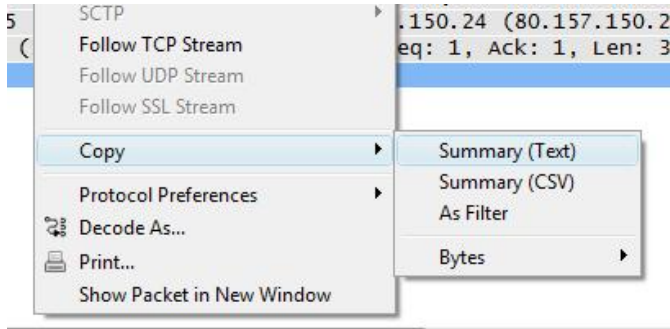 SCTP
5
.150.24 (80.157.150.2
Follow TCP Stream
(
eq: 1, Ack: 1, Len: 3
Follow UDP Stream
Follow SSL Stream
Copy
Summary (Text)
Summary (CSV)
As Filter
Bytes
Protocol Preferences
Decode As...
Print...
Show Packet in New Window